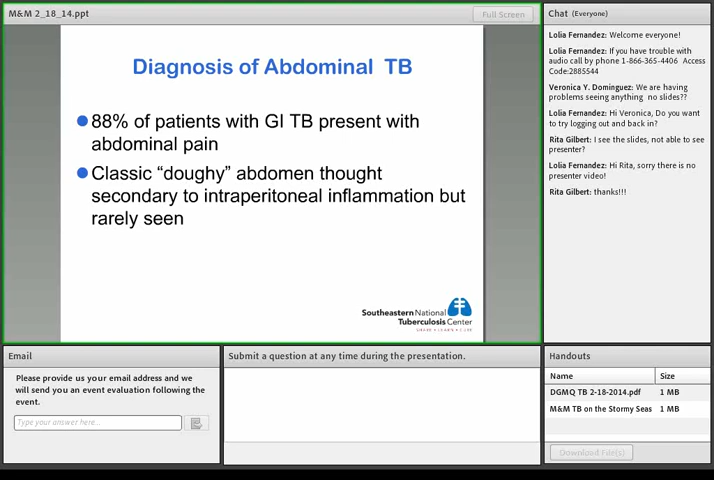 M&M 2_18_14.ppt
Full Screen
Diagnosis of Abdominal TB
88% of patients with GI TB present with
abdominal pain
Classic “doughy” abdomen thought
secondary to intraperitoneal inflammation but
rarely seen
Southeastern National
Tuberculosis Center
Chat (Everyone)
Lolia Fernandez: Welcome everyone!
Lolia Fernandez: If you have trouble with
audio call by phone 1-866-365-4406 Access
Code:2885544
Veronica Y. Dominguez: We are having
problems seeing anything no slides??
Lolia Fernandez: Hi Veronica, Do you want
to try logging out and back in?
Rita Gilbert: I see the slides, not able to see
presenter?
Lolia Fernandez: Hi Rita, sorry there is no
presenter video!
Rita Gilbert: thanks!!!
Email
Please provide us your email address and we
will send you an event evaluation following the
event.
Type your answer here...
Submit a question at any time during the presentation.
Handouts
Name Size
DGMQ TB 2-18-2014.pdf 1 MB
M&M TB on the Stormy Seas 1 MB
Download File(s)